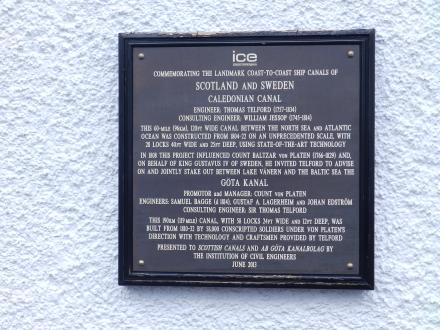 ice
COMMEMORATING THE LANDMARK COAST-TO-COAST SHIP CANALS OF
SCOTLAND AND SWEDEN
CALEDONIAN CANAL
ENGINEER: THOMAS TELFORD (1757-1834)
CONSULTING ENGINEER: WILLIAM JESSOP (1745-1814)
THIS 60-MILE (96KM), 120FT WIDE CANAL BETWEEN THE NORTH SEA AND ATLANTIC
OCEAN WAS CONSTRUCTED FROM 1804-22 ON AN UNPRECEDENTED SCALE, WITH
28 LOCKS 40FT WIDE AND 25FT DEEP, USING STATE-OF-THE-ART TECHNOLOGY
IN 1808 THIS PROJECT INFLUENCED COUNT BALTZAR VON PLATEN (1766-1829) AND,
ON BEHALF OF KING GUSTAVUS IV OF SWEDEN, HE INVITED TELFORD TO ADVISE
ON AND JOINTLY STAKE OUT BETWEEN LAKE VÄNERN AND THE BALTIC SEA THE
GÖTA KANAL
PROMOTOR AND MANAGER: COUNT VON PLATEN
ENGINEERS: SAMUEL BAGGE (d 1814), GUSTAF A. LAGERHEIM AND JOHAN EDSTRÖM
CONSULTING ENGINEER: SIR THOMAS TELFORD
THIS 190KM (119 MILE) CANAL, WITH 58 LOCKS 24FT WIDE AND 12FT DEEP, WAS
BUILT FROM 1810-32 BY 58,000 CONSCRIPTED SOLDIERS UNDER VON PLATEN'S
DIRECTION WITH TECHNOLOGY AND CRAFTSMEN PROVIDED BY TELFORD
PRESENTED TO SCOTTISH CANALS AND AB GÖTA KANALBOLAG BY
THE INSTITUTION OF CIVIL ENGINEERS
JUNE 2013